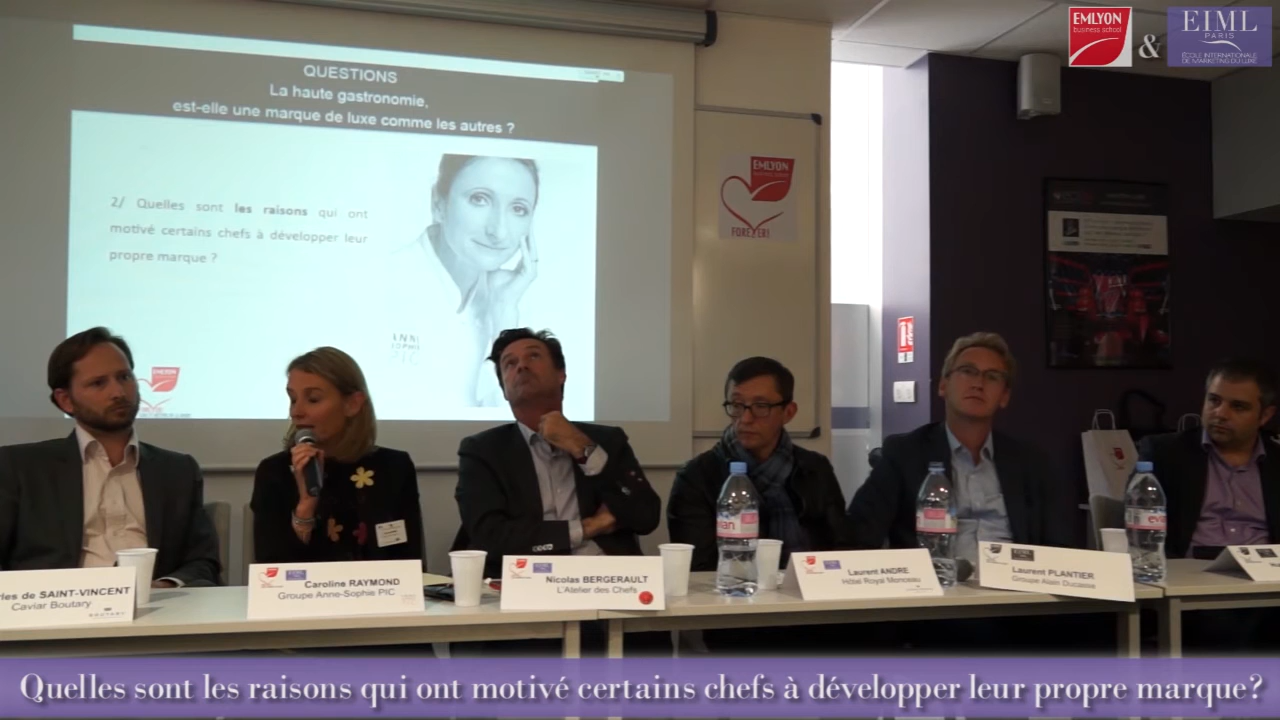 EMLYON
business school
&
EIML
PARIS
ÉCOLE INTERNATIONALE
DE MARKETING DU LUXE
QUESTIONS
La haute gastronomie,
est-elle une marque de luxe comme les autres ?
2/ Quelles sont les raisons qui ont
motivé certains chefs à développer leur
propre marque ?
EMLYON
FOREVER!
EMLYON
les de SAINT-VINCENT
Caviar Boutary
BOUTARY
Caroline RAYMOND
Groupe Anne-Sophie PIC
Nicolas BERGERAULT
L'Atelier des Chefs
Laurent ANDRE
Hôtel Royal Monceau
EIML
Laurent PLANTIER
Groupe Alain Ducasse
evian
Quelles sont les raisons qui ont motivé certains chefs à développer leur propre marque?